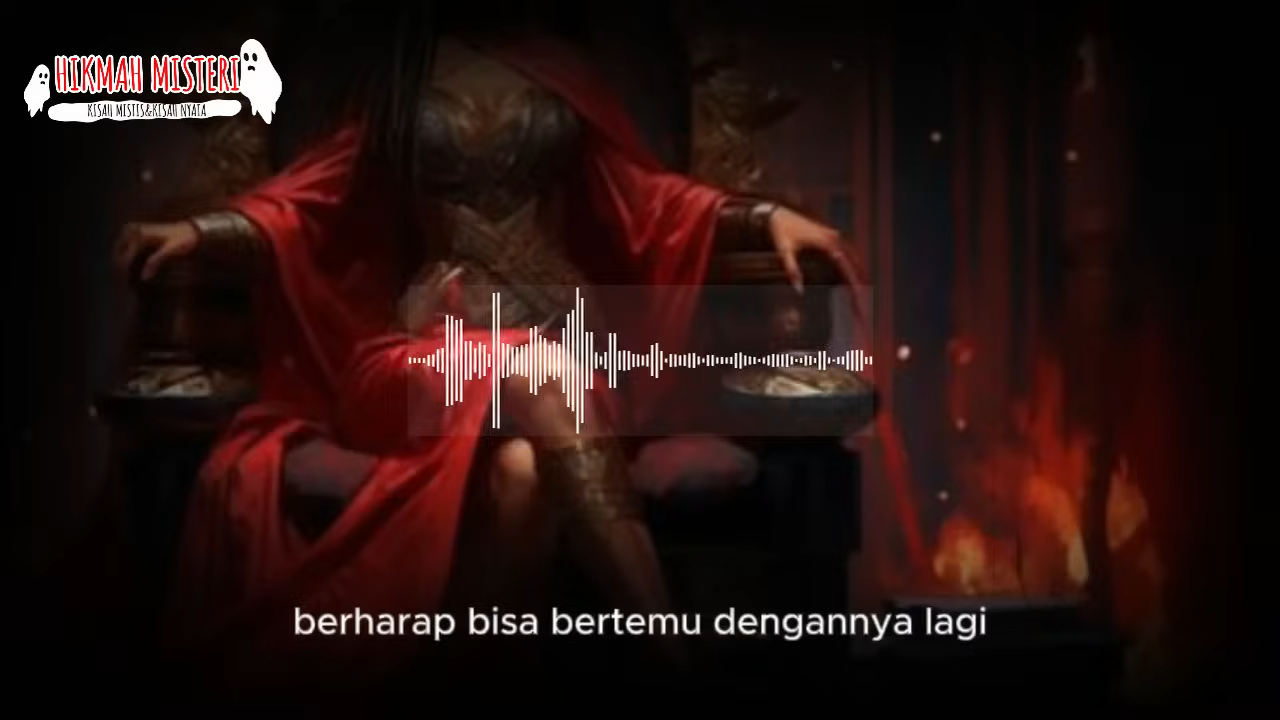 HIKMAH MISTERI
KISAH MISTIS&KISAH NYATA
berharap bisa bertemu dengannya lagi